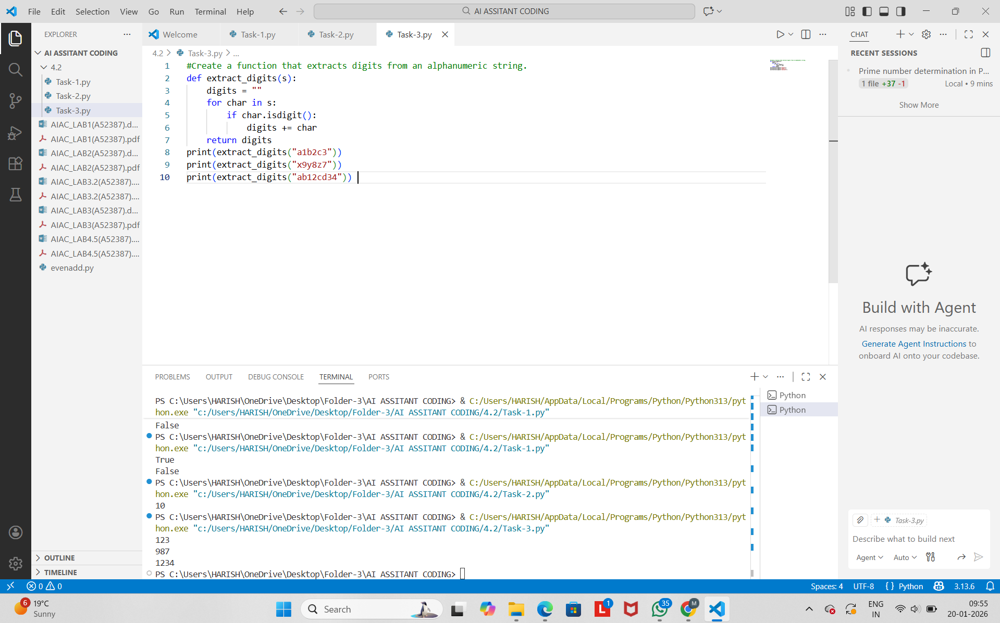 File Edit Selection View Go Run Terminal Help
AI ASSITANT CODING
EXPLORER
AI ASSITANT CODING
4.2
Task-1.py
Task-2.py
Task-3.py
AIAC_LAB1(A52387).d...
AIAC_LAB1(A52387).pdf
AIAC_LAB2(A52387).d...
AIAC_LAB2(A52387).pdf
AIAC_LAB3.2(A52387)....
AIAC_LAB3.2(A52387)....
AIAC_LAB3(A52387).d...
AIAC_LAB3(A52387).pdf
AIAC_LAB4.5(A52387)....
AIAC_LAB4.5(A52387)....
evenadd.py
OUTLINE
TIMELINE
Welcome Task-1.py Task-2.py Task-3.py
4.2 > Task-3.py > ...
1 #Create a function that extracts digits from an alphanumeric string.
2 def extract_digits(s):
3     digits = ""
4     for char in s:
5         if char.isdigit():
6             digits += char
7     return digits
8 print(extract_digits("a1b2c3"))
9 print(extract_digits("x9y8z7"))
10 print(extract_digits("ab12cd34"))
PROBLEMS OUTPUT DEBUG CONSOLE TERMINAL PORTS
PS C:\Users\HARISH\OneDrive\Desktop\Folder-3\AI ASSITANT CODING> & C:/Users/HARISH/AppData/Local/Programs/Python/Python313/pyt
hon.exe "c:/Users/HARISH/OneDrive/Desktop/Folder-3/AI ASSITANT CODING/4.2/Task-1.py"
False
PS C:\Users\HARISH\OneDrive\Desktop\Folder-3\AI ASSITANT CODING> & C:/Users/HARISH/AppData/Local/Programs/Python/Python313/pyt
hon.exe "c:/Users/HARISH/OneDrive/Desktop/Folder-3/AI ASSITANT CODING/4.2/Task-1.py"
True
False
PS C:\Users\HARISH\OneDrive\Desktop\Folder-3\AI ASSITANT CODING> & C:/Users/HARISH/AppData/Local/Programs/Python/Python313/pyt
hon.exe "c:/Users/HARISH/OneDrive/Desktop/Folder-3/AI ASSITANT CODING/4.2/Task-2.py"
10
PS C:\Users\HARISH\OneDrive\Desktop\Folder-3\AI ASSITANT CODING> & C:/Users/HARISH/AppData/Local/Programs/Python/Python313/pyt
hon.exe "c:/Users/HARISH/OneDrive/Desktop/Folder-3/AI ASSITANT CODING/4.2/Task-3.py"
123
987
1234
PS C:\Users\HARISH\OneDrive\Desktop\Folder-3\AI ASSITANT CODING>
Python
Python
CHAT
RECENT SESSIONS
Prime number determination in P...
1 file +37 -1 Local • 9 mins
Show More
Build with Agent
AI responses may be inaccurate.
Generate Agent Instructions to
onboard AI onto your codebase.
Task-3.py
Describe what to build next
Agent Auto
0 0 Spaces: 4 UTF-8 { } Python 3.13.6
6 19°C
Sunny
Search
1
35
M
ENG
IN
09:55
20-01-2026